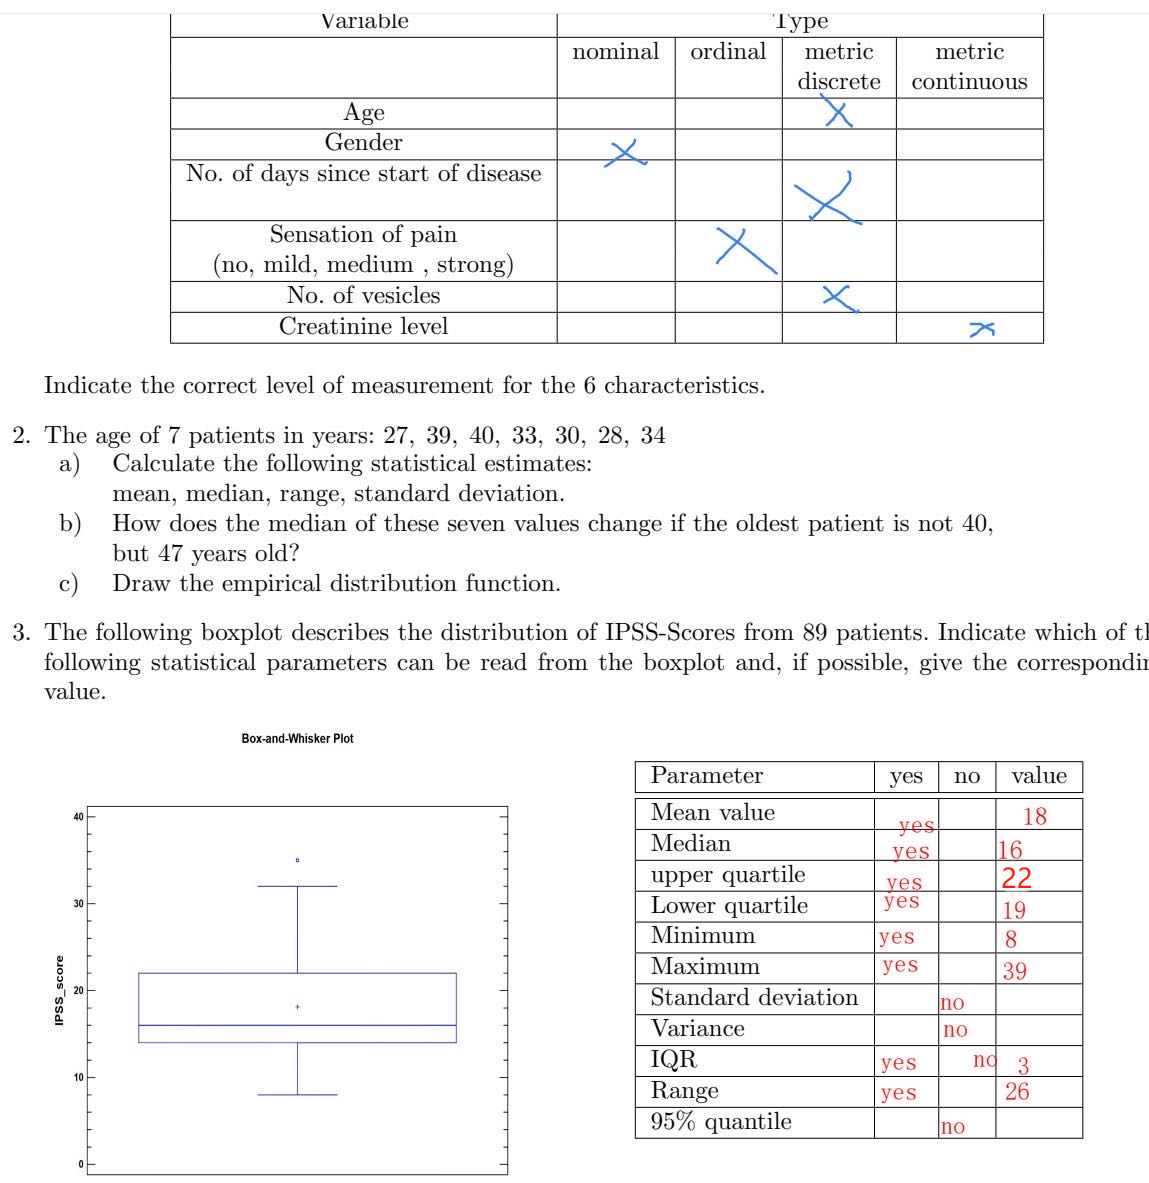 Variable Type
nominal ordinal metric metric
discrete continuous
Age X
Gender X
No. of days since start of disease X
Sensation of pain X
(no, mild, medium , strong)
No. of vesicles X
Creatinine level x
Indicate the correct level of measurement for the 6 characteristics.
2. The age of 7 patients in years: 27, 39, 40, 33, 30, 28, 34
a) Calculate the following statistical estimates:
mean, median, range, standard deviation.
b) How does the median of these seven values change if the oldest patient is not 40,
but 47 years old?
c) Draw the empirical distribution function.
3. The following boxplot describes the distribution of IPSS-Scores from 89 patients. Indicate which of
following statistical parameters can be read from the boxplot and, if possible, give the
value.
Box-and-Whisker Plot
40
30
20
10
0
IPSS_score
Parameter yes no value
Mean value yes 18
Median yes 16
upper quartile yes 22
Lower quartile yes 19
Minimum yes 8
Maximum yes 39
Standard deviation no
Variance no
IQR yes no 3
Range yes 26
95% quantile no